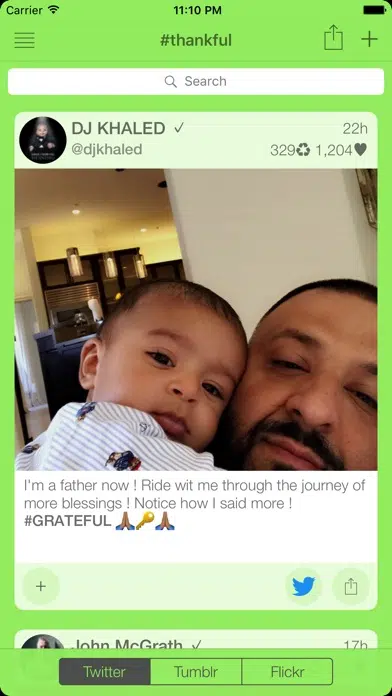 Carrier 11:10 PM
#thankful
Search
DJ KHALED ✓ 22h
@djkhaled 329♻ 1,204♥
I'm a father now ! Ride wit me through the journey of
more blessings ! Notice how I said more !
#GRATEFUL 🙏🏽🔑🙏🏽
John McGrath ✓ 17h
Twitter Tumblr Flickr